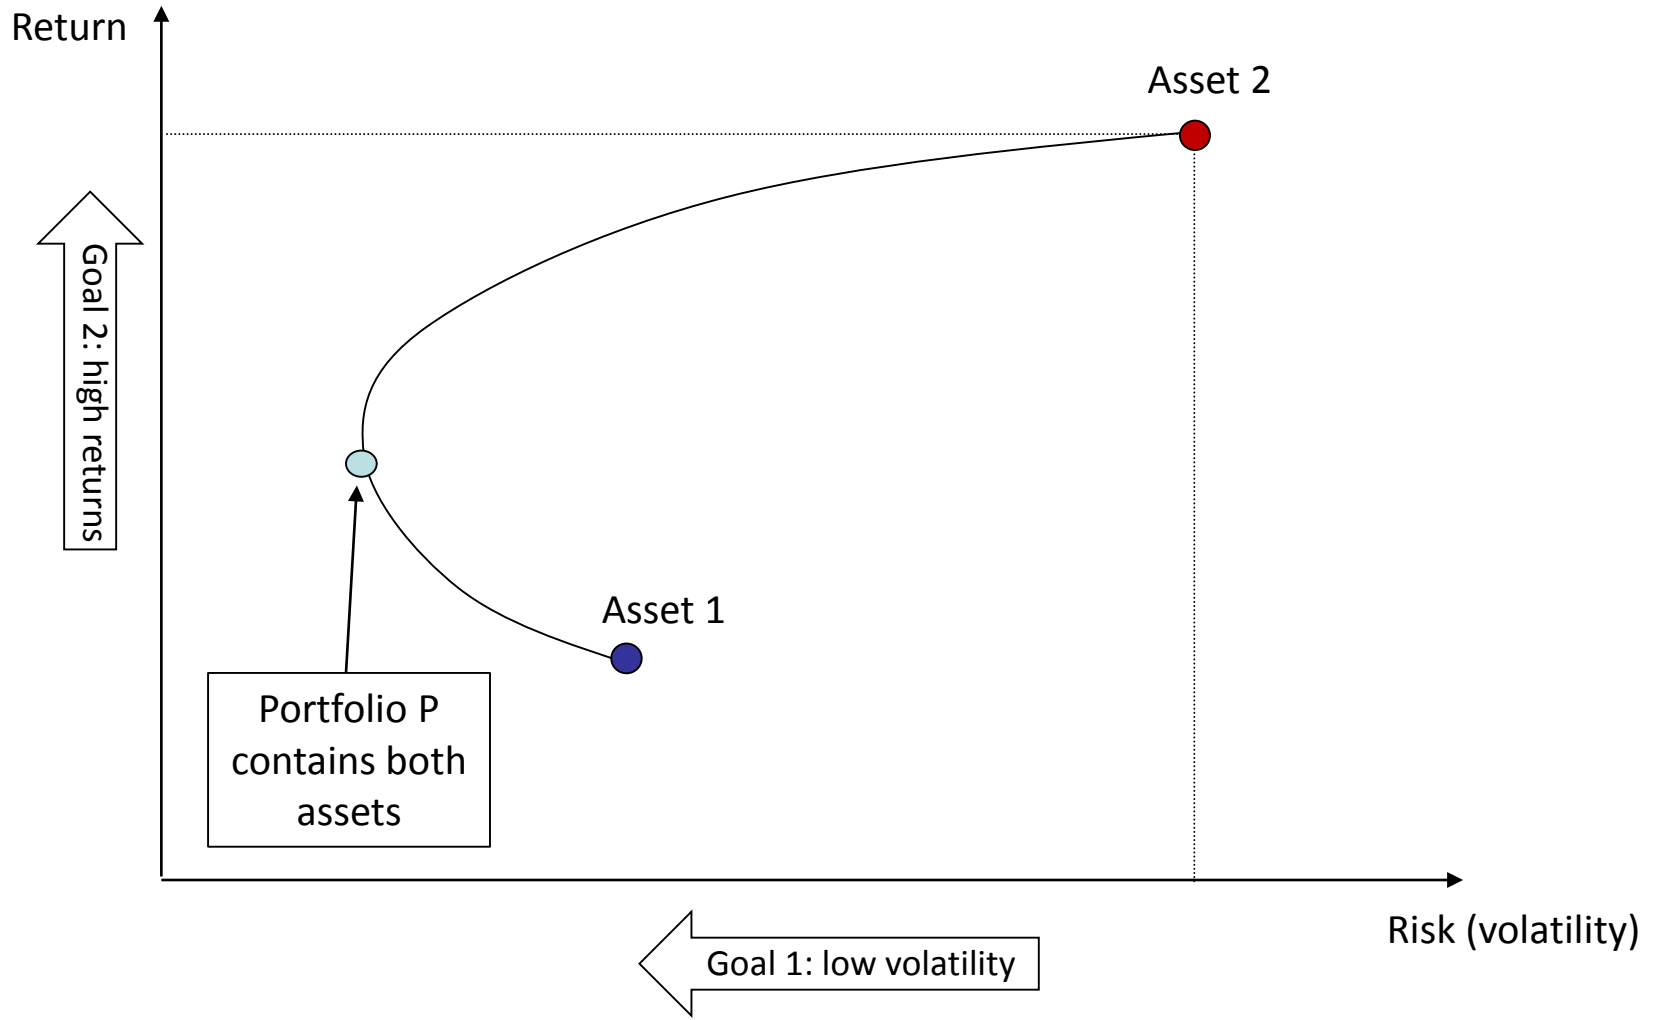 Return
Asset 2
Goal 2: high returns
Asset 1
Portfolio P
contains both
assets
Risk (volatility)
Goal 1: low volatility